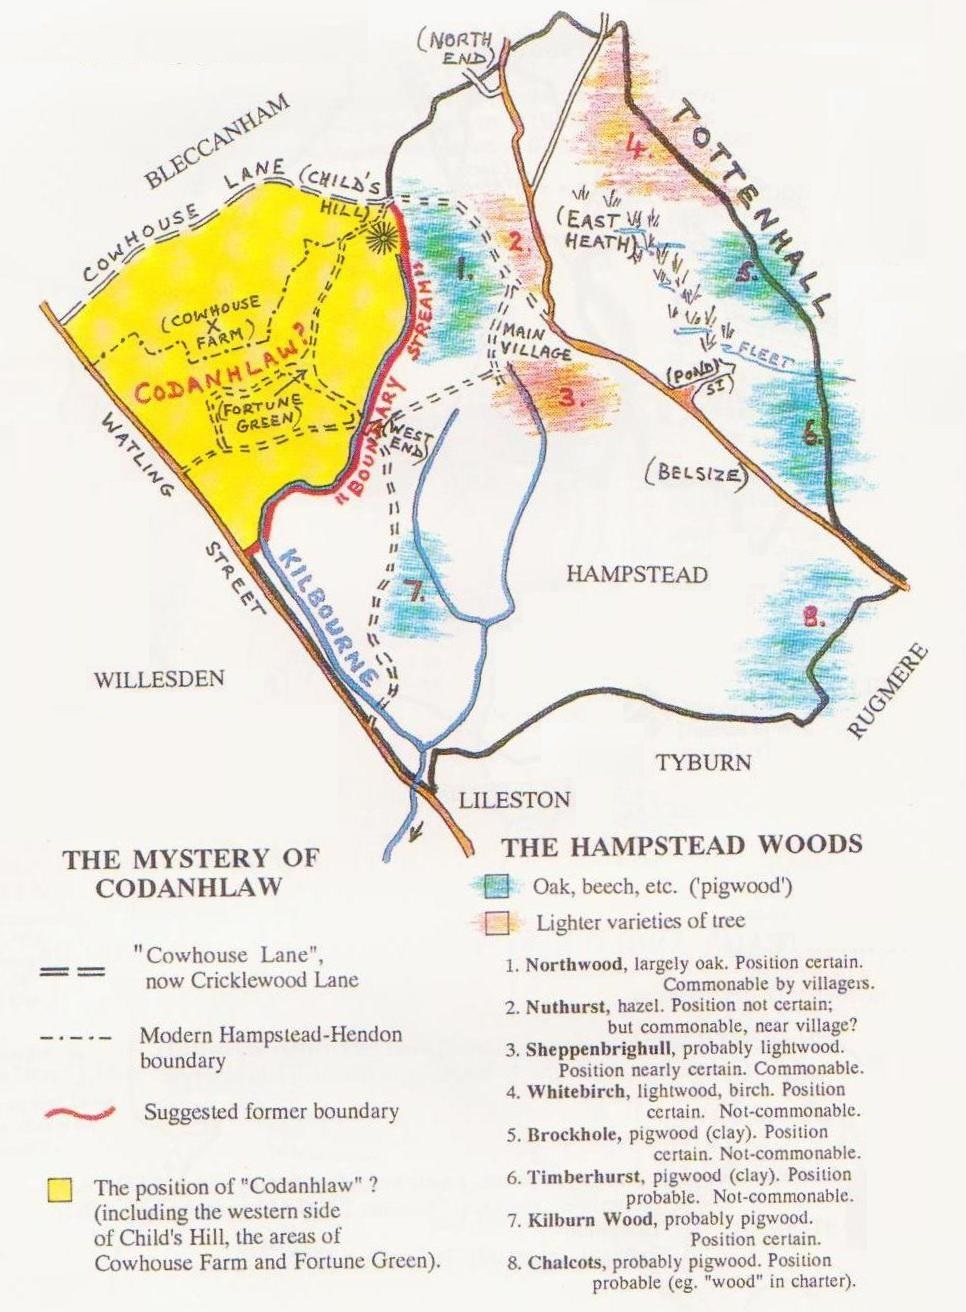 (NORTH
END)
BLECCANHAM
COWHOUSE LANE (CHILD'S
HILL)
TOTTENHALL
4.
(EAST
HEATH)
1.
2.
5.
(COWHOUSE
X
FARM)
CODANHLAW?
"BOUNDARY STREAM"
MAIN
VILLAGE
FLEET
(POND)
3.
(FORTUNE
GREEN)
(WEST
END)
6.
(BELSIZE)
WATLING STREET
KILBOURNE
7.
HAMPSTEAD
8.
WILLESDEN
RUGMERE
TYBURN
LILESTON
THE MYSTERY OF
CODANHLAW
"Cowhouse Lane",
now Cricklewood Lane
Modern Hampstead-Hendon
boundary
Suggested former boundary
The position of "Codanhlaw" ?
(including the western side
of Child's Hill, the areas of
Cowhouse Farm and Fortune Green).
THE HAMPSTEAD WOODS
Oak, beech, etc. ('pigwood')
Lighter varieties of tree
1. Northwood, largely oak. Position certain.
Commonable by villagers.
2. Nuthurst, hazel. Position not certain;
but commonable, near village?
3. Sheppenbrighull, probably lightwood.
Position nearly certain. Commonable.
4. Whitebirch, lightwood, birch. Position
certain. Not-commonable.
5. Brockhole, pigwood (clay). Position
certain. Not-commonable.
6. Timberhurst, pigwood (clay). Position
probable. Not-commonable.
7. Kilburn Wood, probably pigwood.
Position certain.
8. Chalcots, probably pigwood. Position
probable (eg. "wood" in charter).